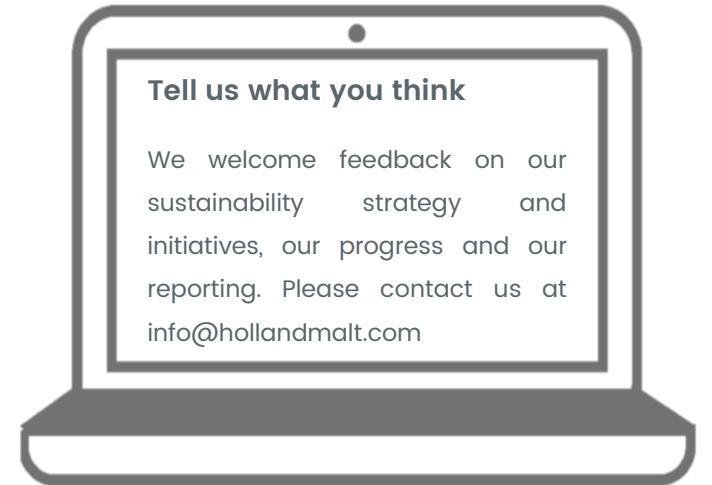 Tell us what you think
We welcome feedback on our
sustainability strategy and
initiatives, our progress and our
reporting. Please contact us at
info@hollandmalt.com